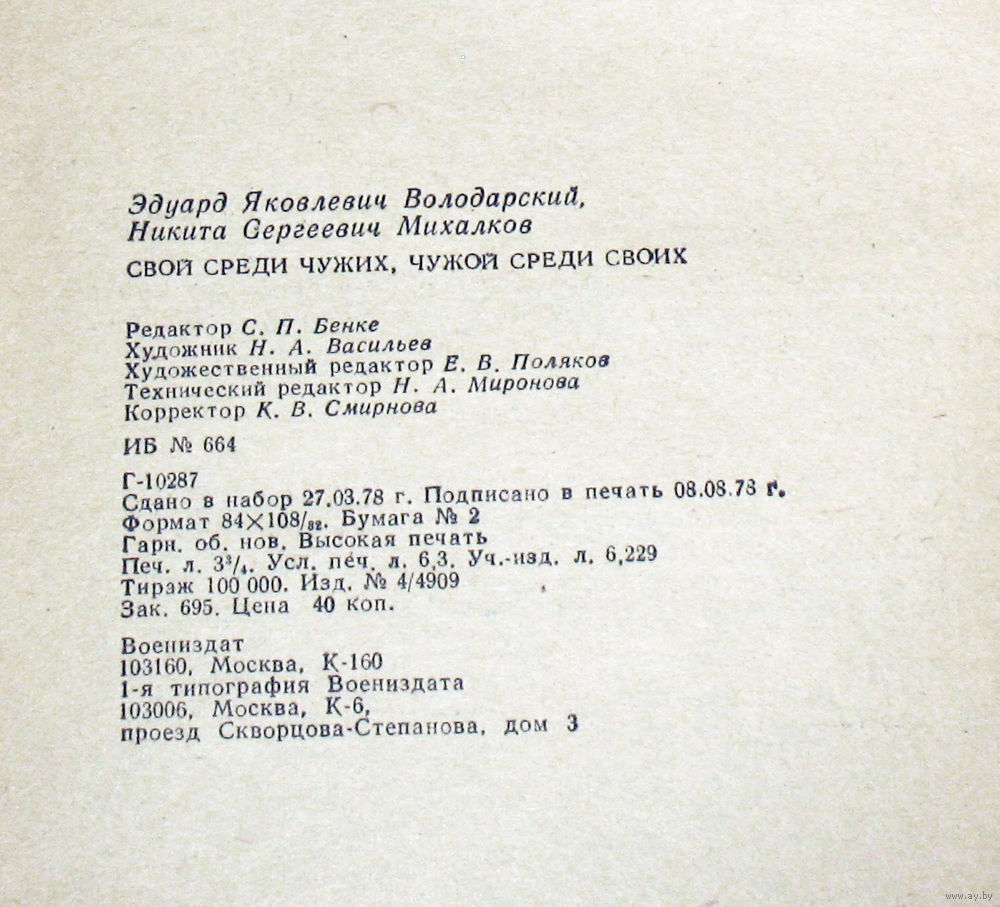 Эдуард Яковлевич Володарский,
Никита Сергеевич Михалков
СВОЙ СРЕДИ ЧУЖИХ, ЧУЖОЙ СРЕДИ СВОИХ
Редактор С. П. Бенке
Художник Н. А. Васильев
Художественный редактор Е. В. Поляков
Технический редактор Н. А. Миронова
Корректор К. В. Смирнова
ИБ № 664
Г-10287
Сдано в набор 27.03.78 г. Подписано в печать 08.08.78 г.
Формат 84×108/32. Бумага № 2
Гарн. об. нов. Высокая печать
Печ. л. 3³/₄. Усл. печ. л. 6,3. Уч.-изд. л. 6,229
Тираж 100 000. Изд. № 4/4909
Зак. 695. Цена 40 коп.
Воениздат
103160, Москва, К-160
1-я типография Воениздата
103006, Москва, К-6,
проезд Скворцова-Степанова, дом 3
www.ay.by